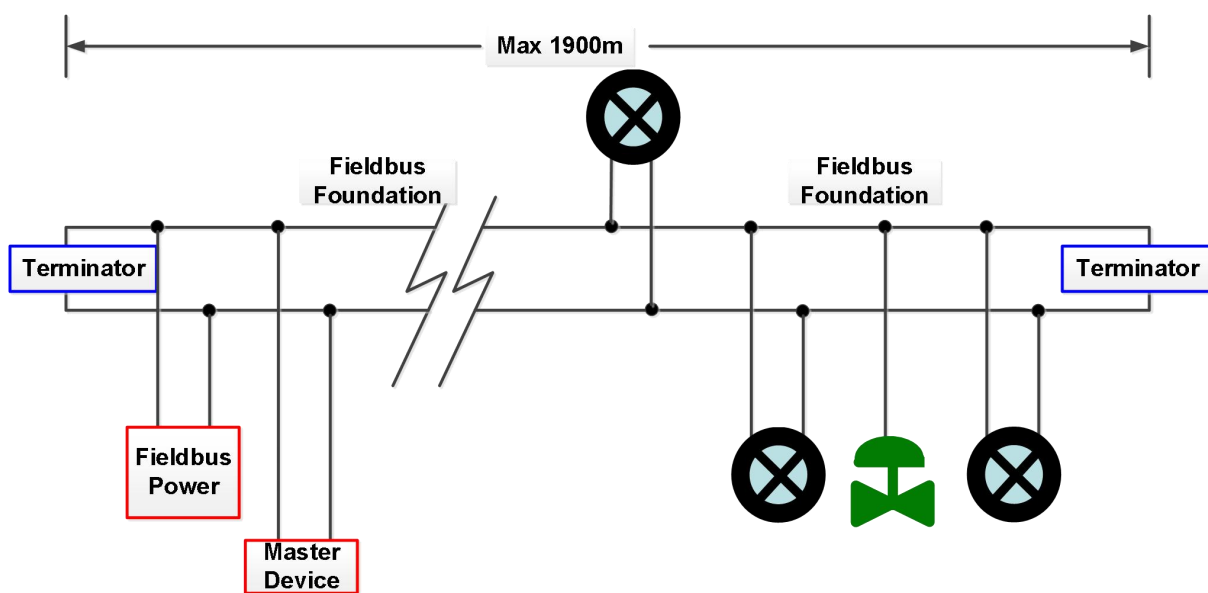 Max 1900m
Fieldbus
Foundation
Fieldbus
Foundation
Terminator
Terminator
Fieldbus
Power
Master
Device